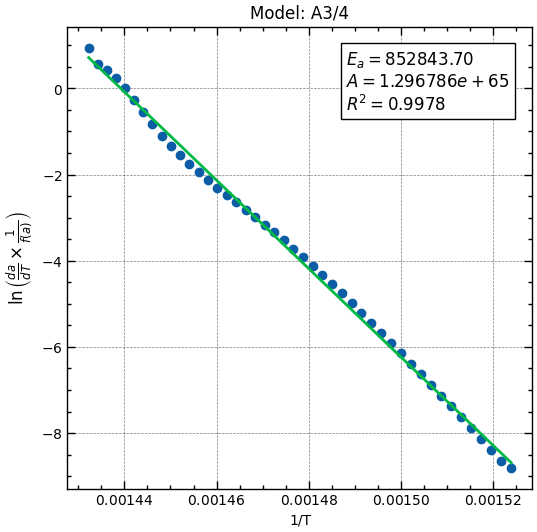 Model: A3/4
E_a = 852843.70
A = 1.296786e + 65
R^2 = 0.9978
0
−2
−4
−6
−8
ln(da/dT × 1/f(a))
0.00144 0.00146 0.00148 0.00150 0.00152
1/T